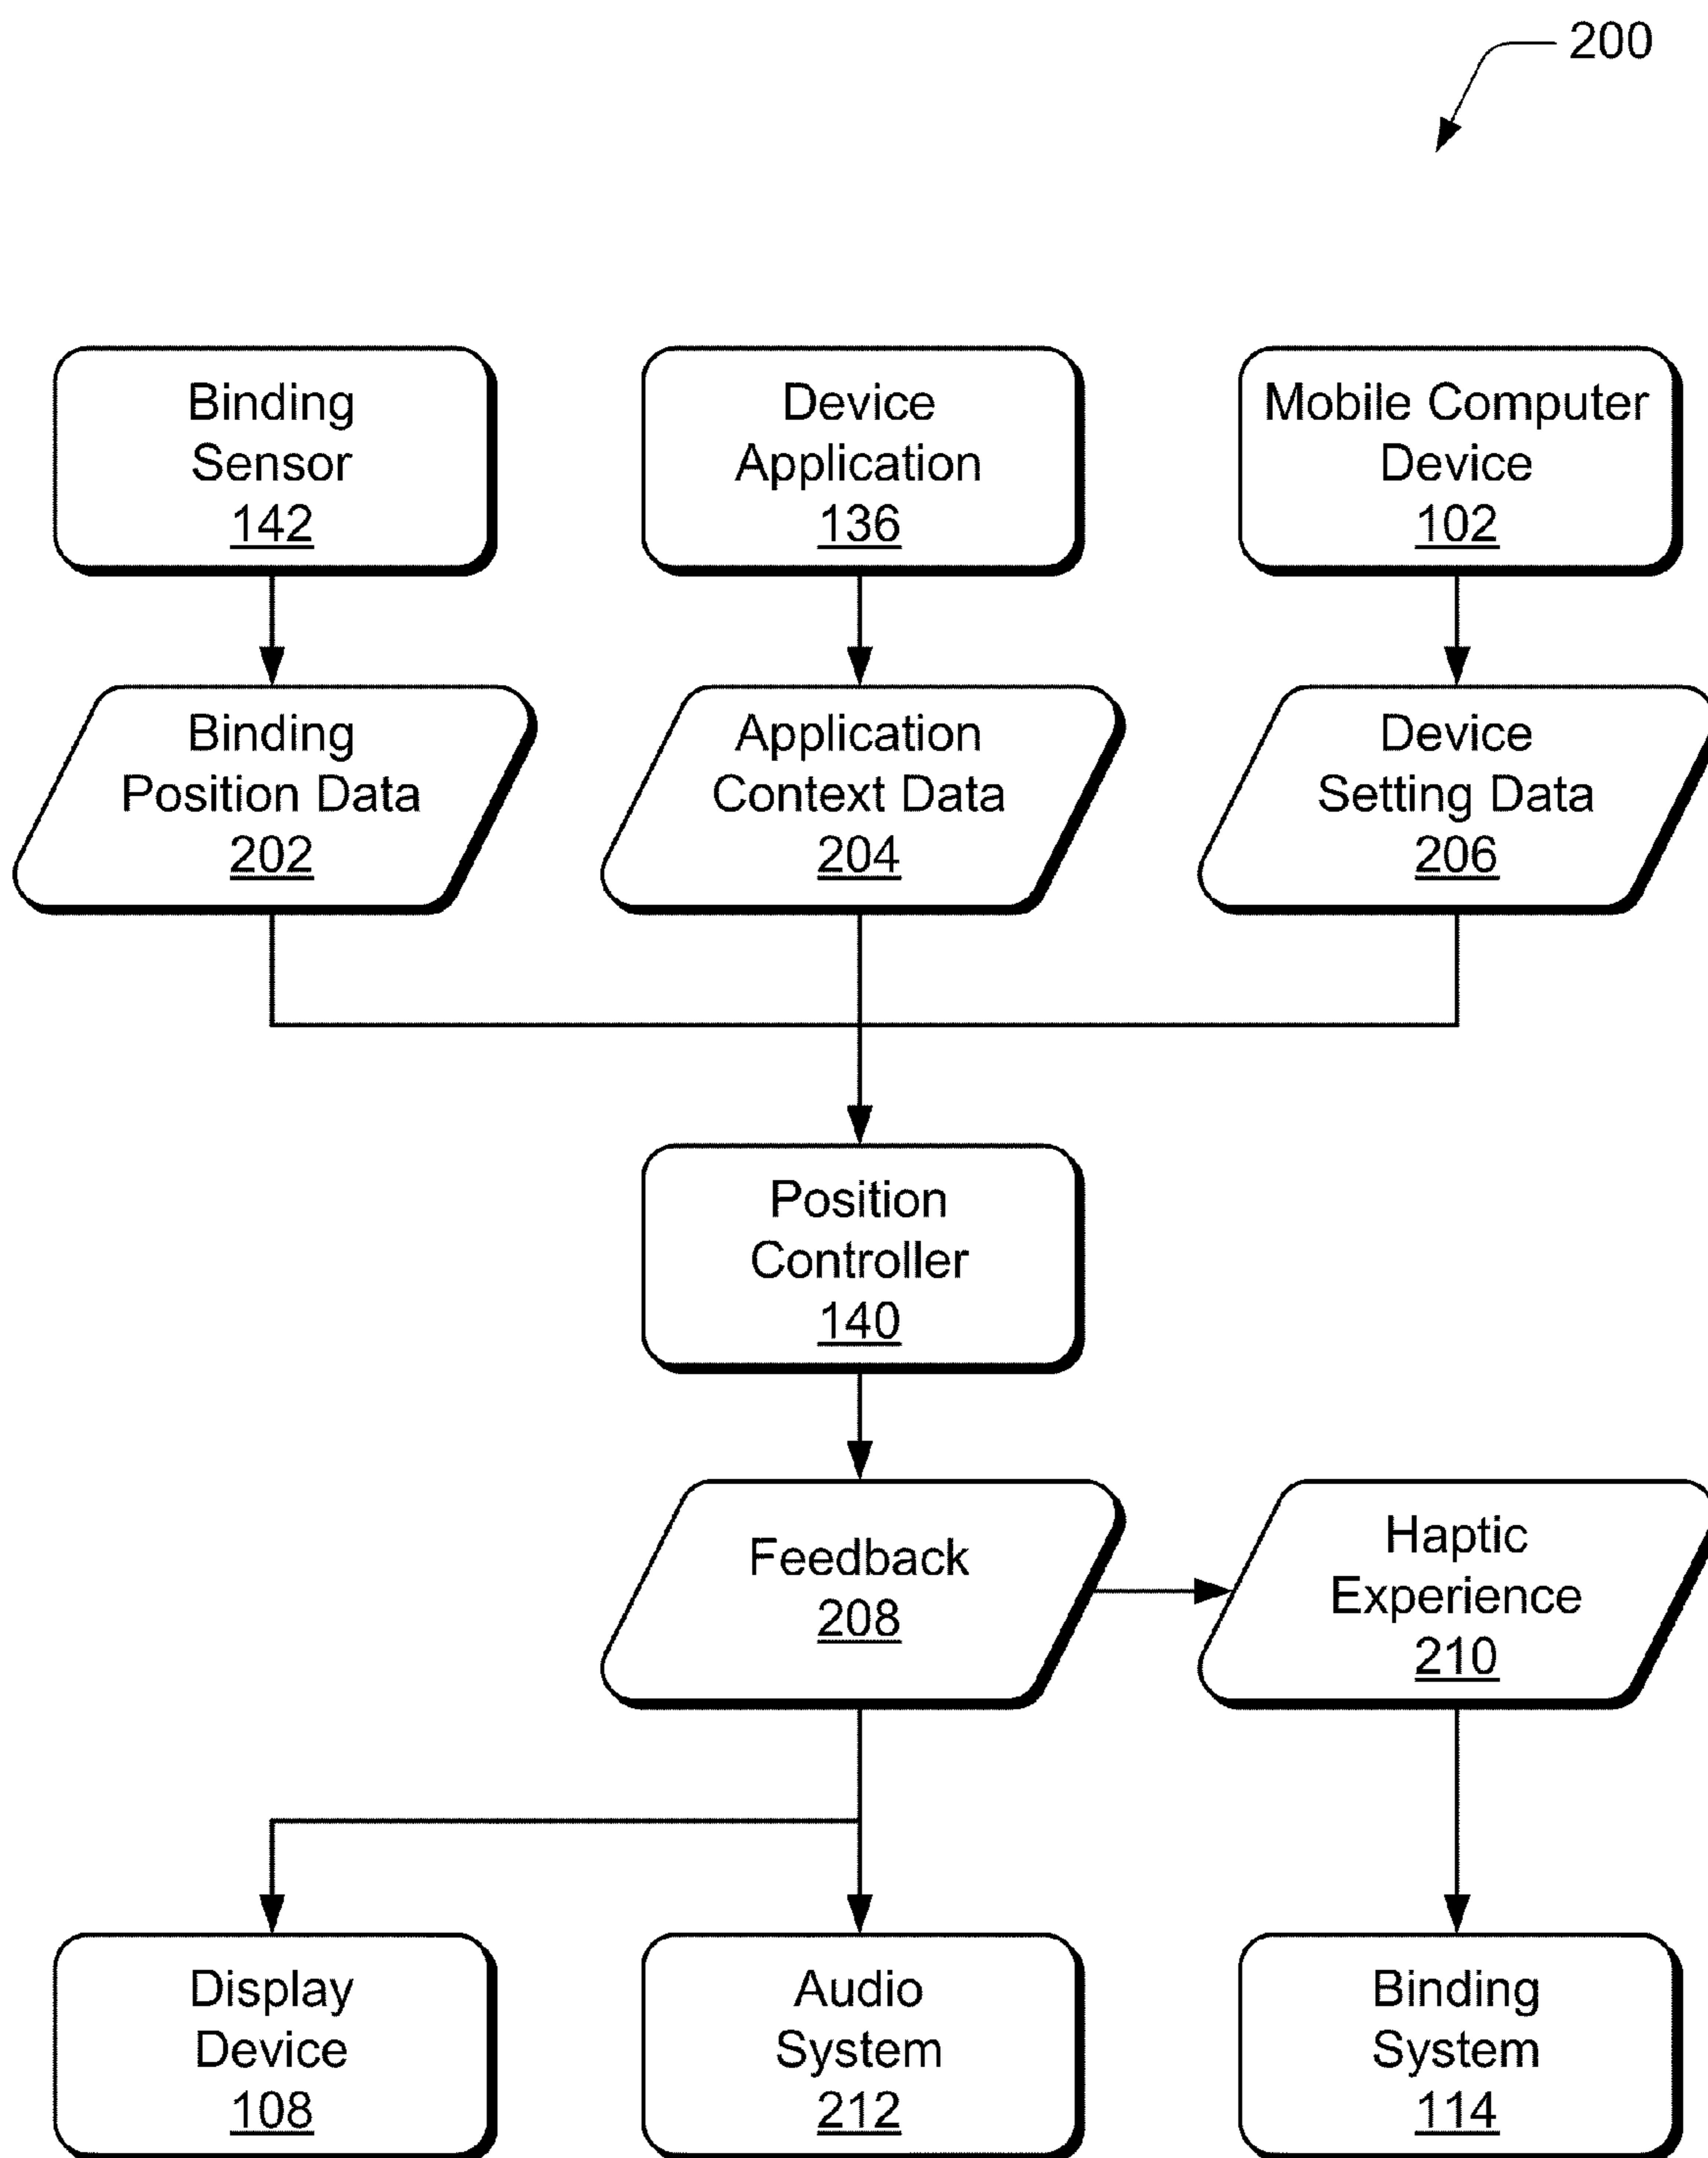 200
Binding
Sensor
142
Device
Application
136
Mobile Computer
Device
102
Binding
Position Data
202
Application
Context Data
204
Device
Setting Data
206
Position
Controller
140
Feedback
208
Haptic
Experience
210
Display
Device
108
Audio
System
212
Binding
System
114